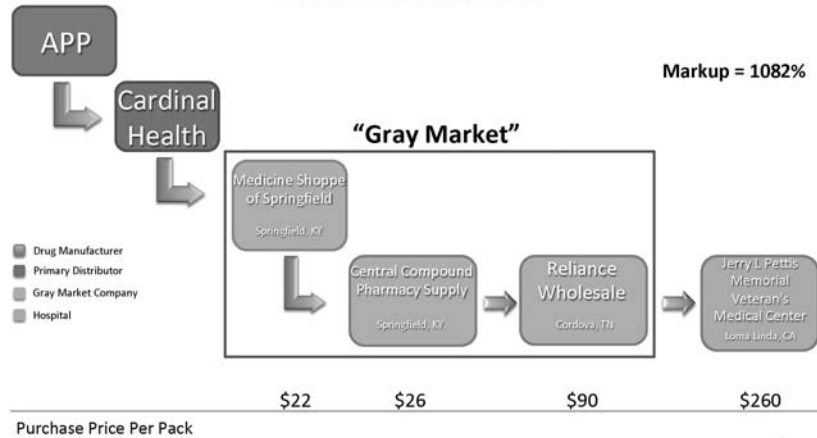 APP
Markup = 1082%
Cardinal
Health
“Gray Market”
Medicine Shoppe
of Springfield
Springfield, KY
Drug Manufacturer
Primary Distributor
Gray Market Company
Hospital
Central Compound
Pharmacy Supply
Springfield, KY
Reliance
Wholesale
Cordova, TN
Jerry L Pettis
Memorial
Veteran's
Medical Center
Loma Linda, CA
$22 $26 $90 $260
Purchase Price Per Pack